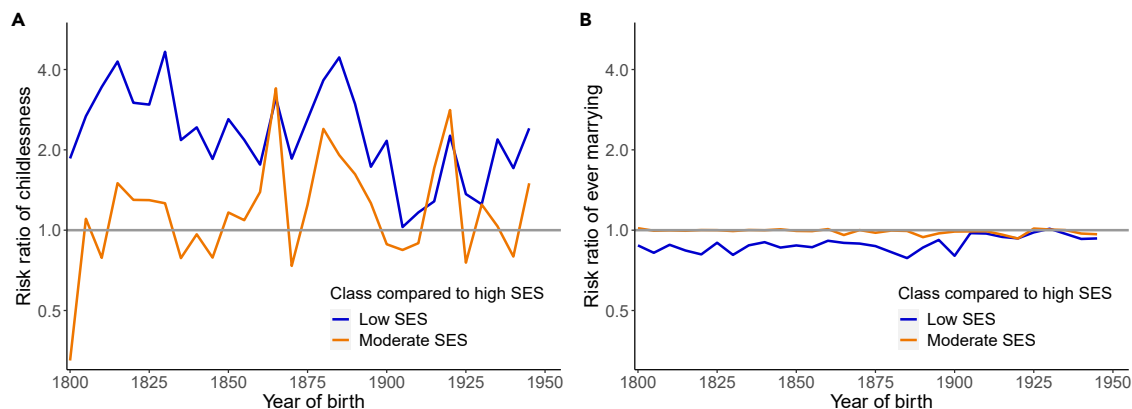 A
Risk ratio of childlessness
4.0
2.0
1.0
0.5
1800 1825 1850 1875 1900 1925 1950
Year of birth
Class compared to high SES
Low SES
Moderate SES
B
Risk ratio of ever marrying
4.0
2.0
1.0
0.5
1800 1825 1850 1875 1900 1925 1950
Year of birth
Class compared to high SES
Low SES
Moderate SES